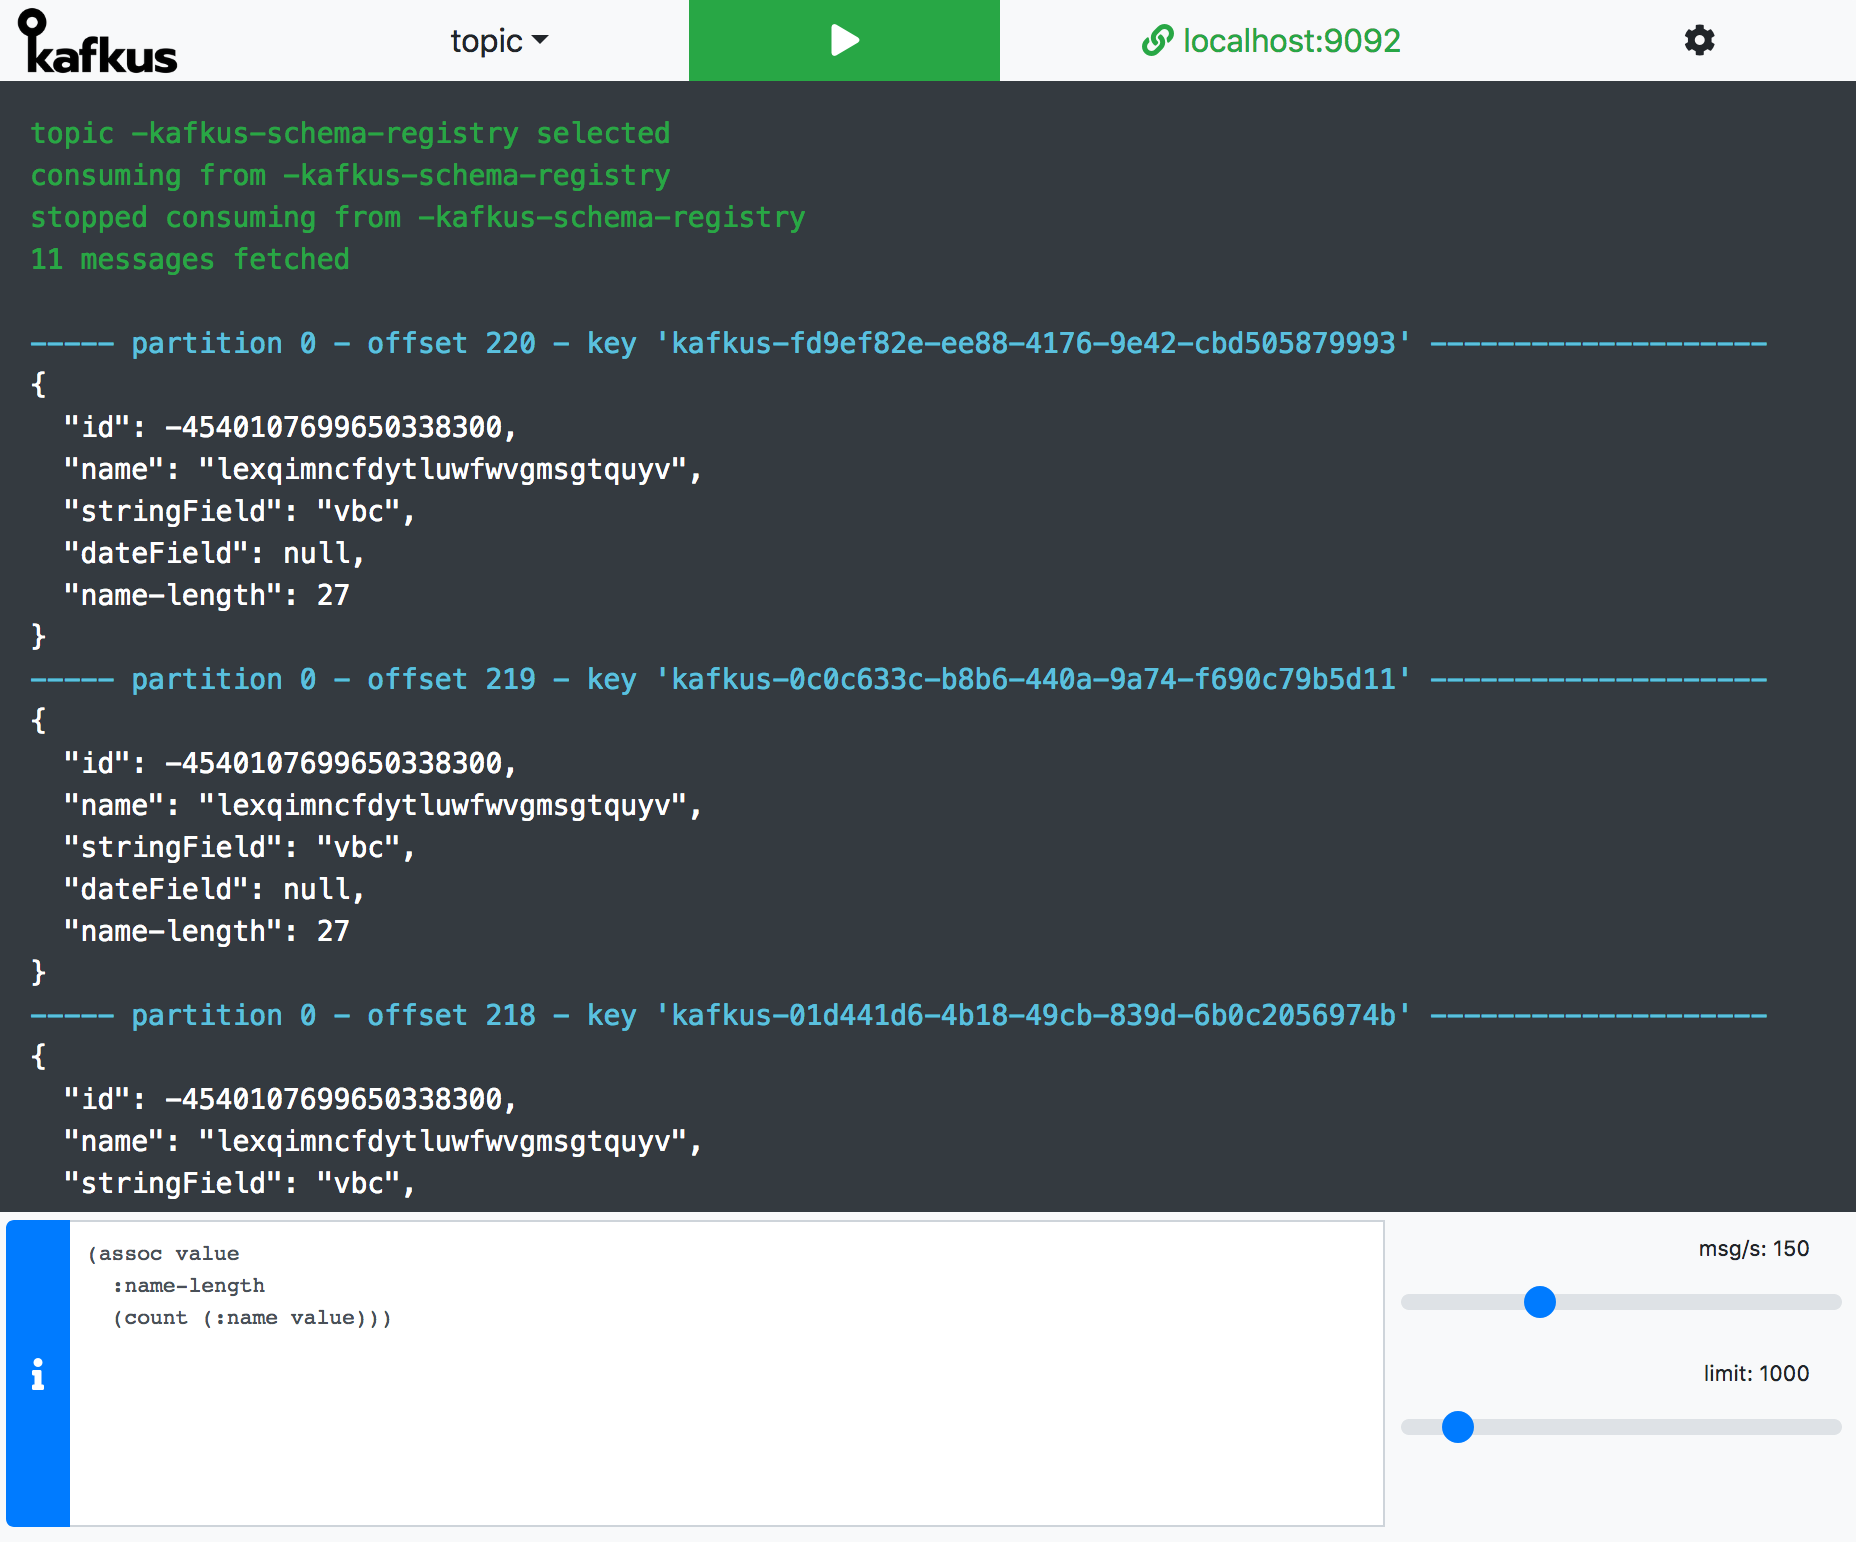 kafkus
topic
localhost:9092
topic -kafkus-schema-registry selected
consuming from -kafkus-schema-registry
stopped consuming from -kafkus-schema-registry
11 messages fetched
----- partition 0 - offset 220 - key 'kafkus-fd9ef82e-ee88-4176-9e42-cbd505879993' --------------------
{
  "id": -4540107699650338300,
  "name": "lexqimncfdytluwfwvgmsgtquyv",
  "stringField": "vbc",
  "dateField": null,
  "name-length": 27
}
----- partition 0 - offset 219 - key 'kafkus-0c0c633c-b8b6-440a-9a74-f690c79b5d11' --------------------
{
  "id": -4540107699650338300,
  "name": "lexqimncfdytluwfwvgmsgtquyv",
  "stringField": "vbc",
  "dateField": null,
  "name-length": 27
}
----- partition 0 - offset 218 - key 'kafkus-01d441d6-4b18-49cb-839d-6b0c2056974b' --------------------
{
  "id": -4540107699650338300,
  "name": "lexqimncfdytluwfwvgmsgtquyv",
  "stringField": "vbc",
(assoc value
  :name-length
  (count (:name value)))
msg/s: 150
limit: 1000